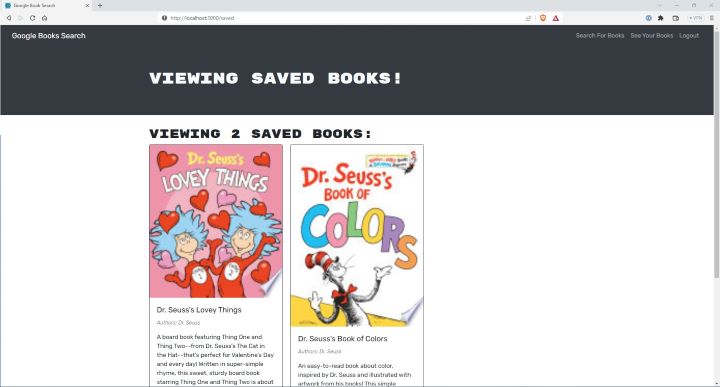 Google Book Search
http://localhost:3000/saved
VPN
Google Books Search
Search For Books
See Your Books
Logout
VIEWING SAVED BOOKS!
VIEWING 2 SAVED BOOKS:
Dr. Seuss's
LOVEY THINGS
Dr. Seuss's Lovey Things
Authors: Dr. Seuss
A board book featuring Thing One and
Thing Two--from Dr. Seuss's The Cat in
the Hat--that's perfect for Valentine's Day
and every day! Written in super-simple
rhyme, this sweet, sturdy board book
starring Thing One and Thing Two is about
Dr. Seuss's
BOOK OF
COLORS
Dr. Seuss's Book of Colors
Authors: Dr. Seuss
An easy-to-read book about color,
inspired by Dr. Seuss and illustrated with
artwork from his books! This simple